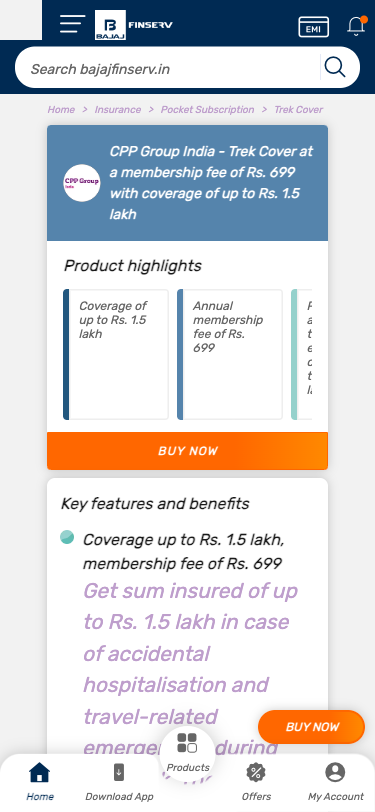 BAJAJ
FINSERV
EMI
Search bajajfinserv.in
Home > Insurance > Pocket Subscription > Trek Cover
CPP Group
India
CPP Group India - Trek Cover at
a membership fee of Rs. 699
with coverage of up to Rs. 1.5
lakh
Product highlights
Coverage of
up to Rs. 1.5
lakh
Annual
membership
fee of Rs.
699
BUY NOW
Key features and benefits
Coverage up to Rs. 1.5 lakh,
membership fee of Rs. 699
Get sum insured of up
to Rs. 1.5 lakh in case
of accidental
hospitalisation and
travel-related
during
BUY NOW
Products
Home
Download App
Offers
My Account